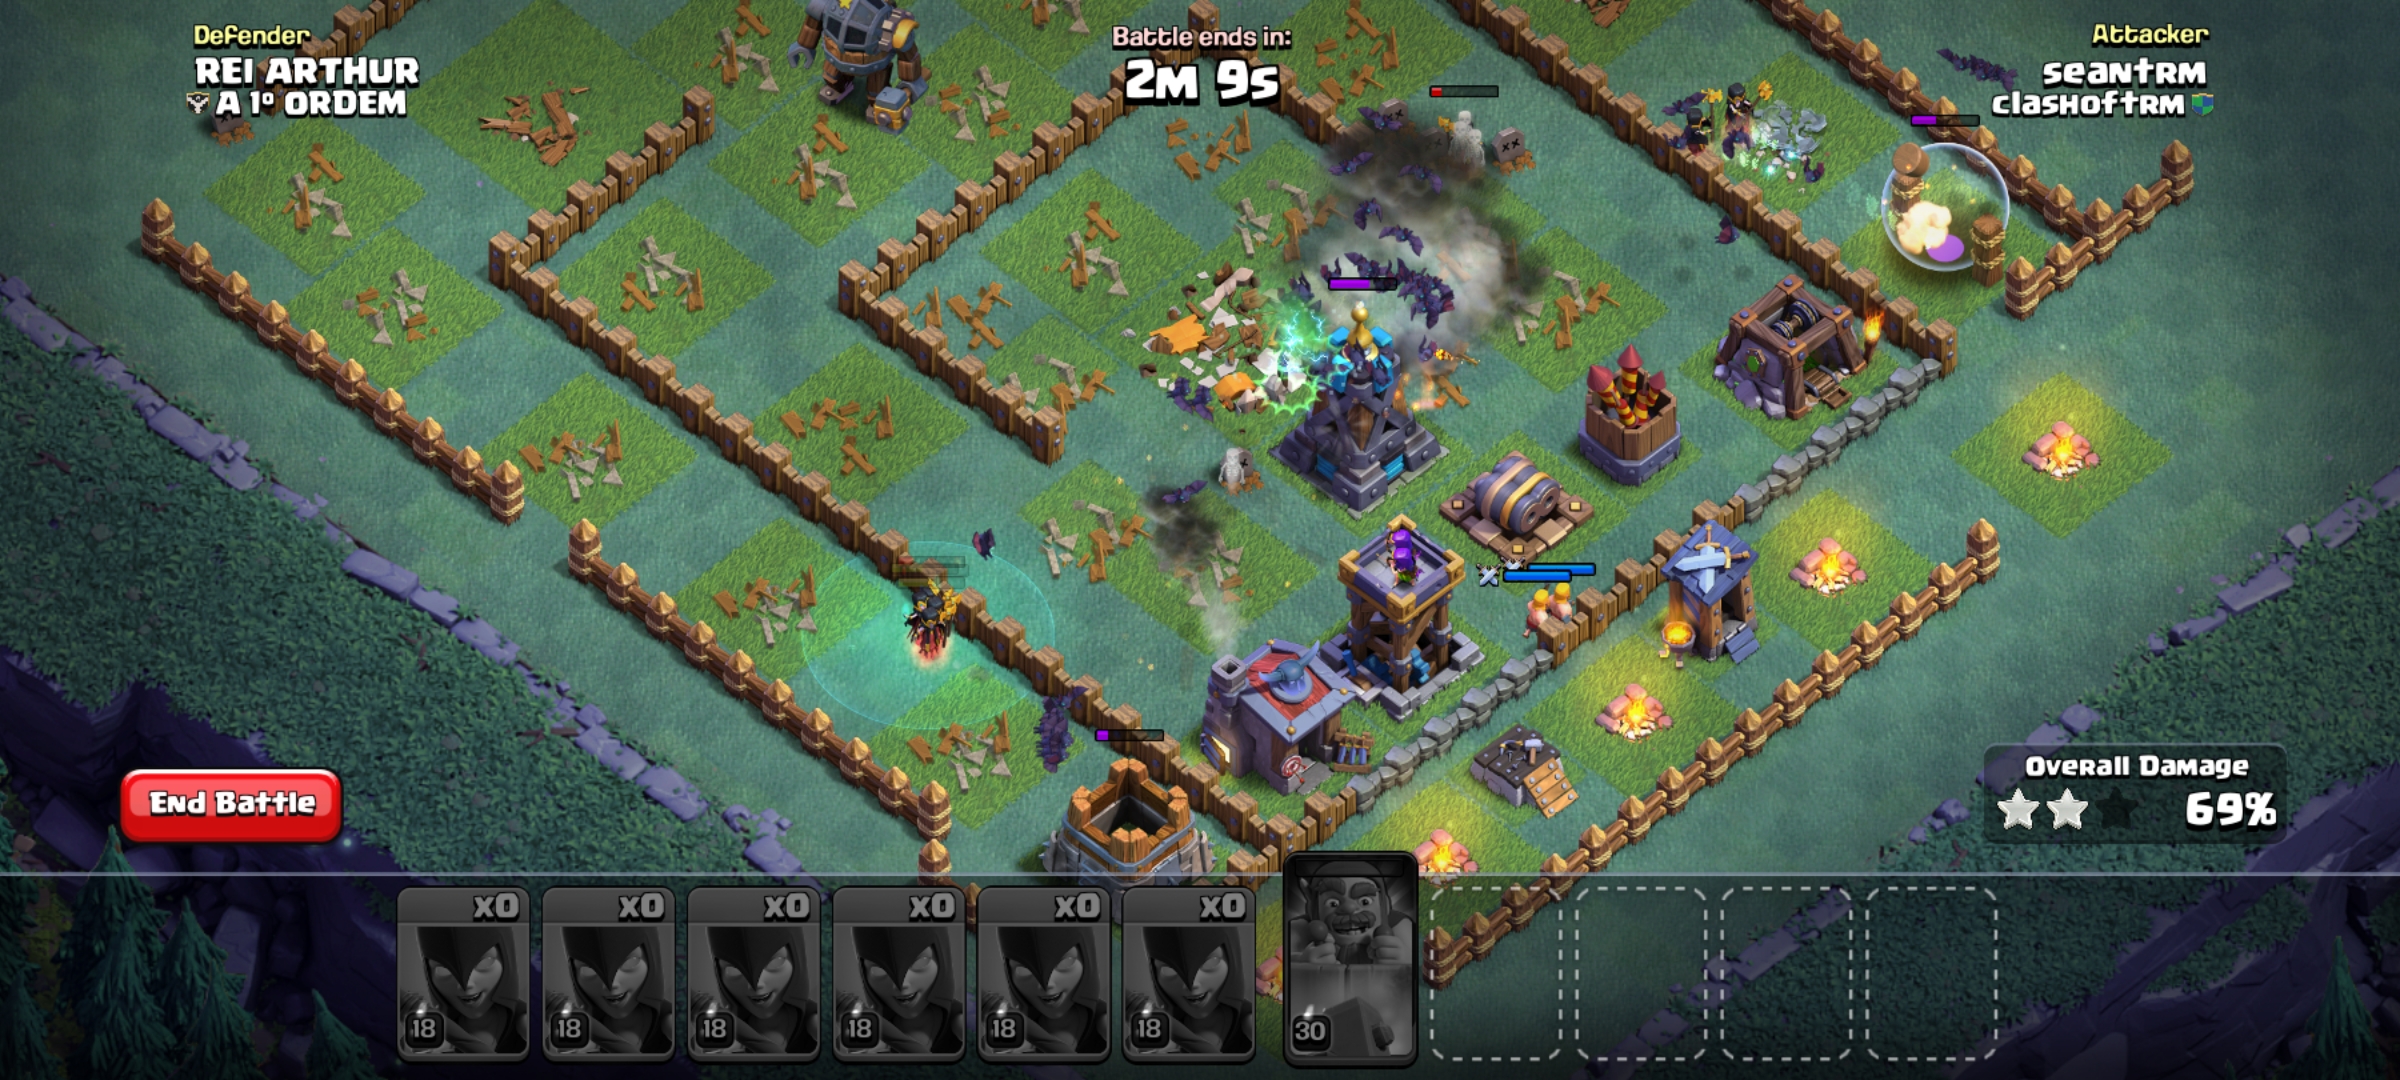 Defender
REI ARTHUR
A 1º ORDEM
Battle ends in:
2M 9s
Attacker
seantRM
clashoftRM
End Battle
Overall Damage
69%
x0 x0 x0 x0 x0 x0
18 18 18 18 18 18 30